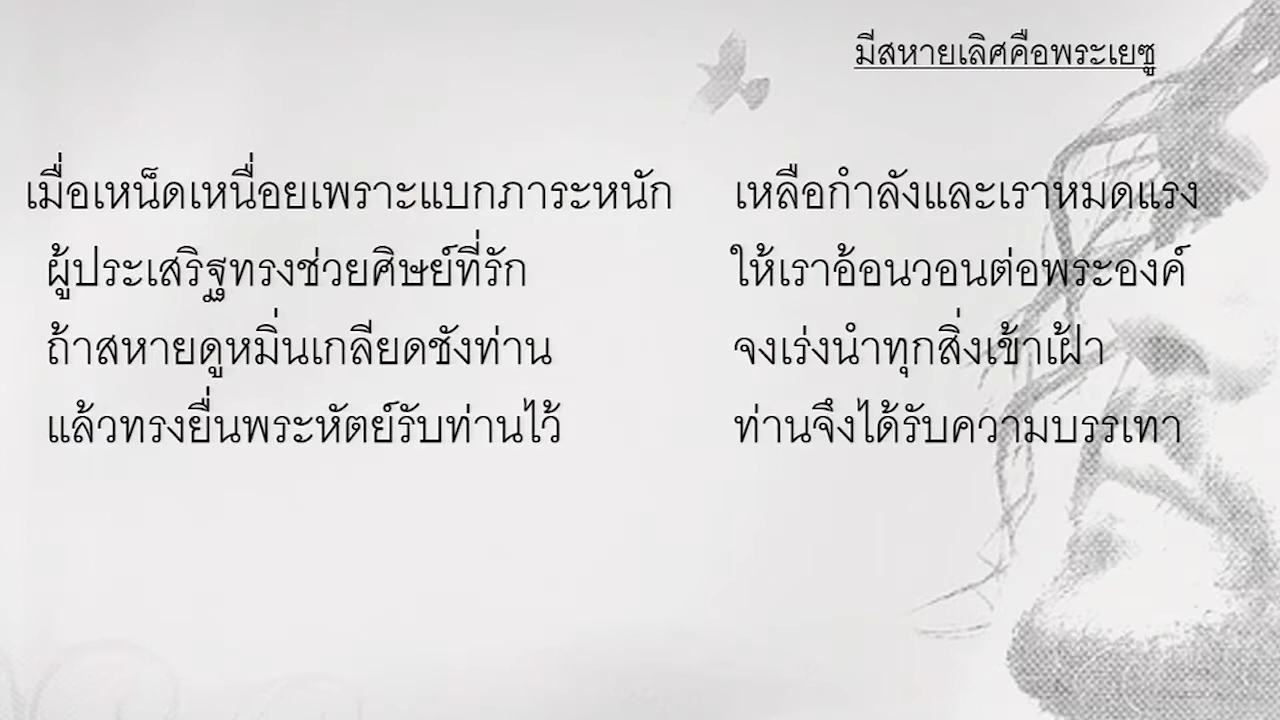 มีสหายเลิศคือพระเยซู
เมื่อเหน็ดเหนื่อยเพราะแบกภาระหนัก เหลือกำลังและเราหมดแรง
ผู้ประเสริฐทรงช่วยศิษย์ที่รัก ให้เราอ้อนวอนต่อพระองค์
ถ้าสหายดูหมิ่นเกลียดชังท่าน จงเร่งนำทุกสิ่งเข้าเฝ้า
แล้วทรงยื่นพระหัตย์รับท่านไว้ ท่านจึงได้รับความบรรเทา